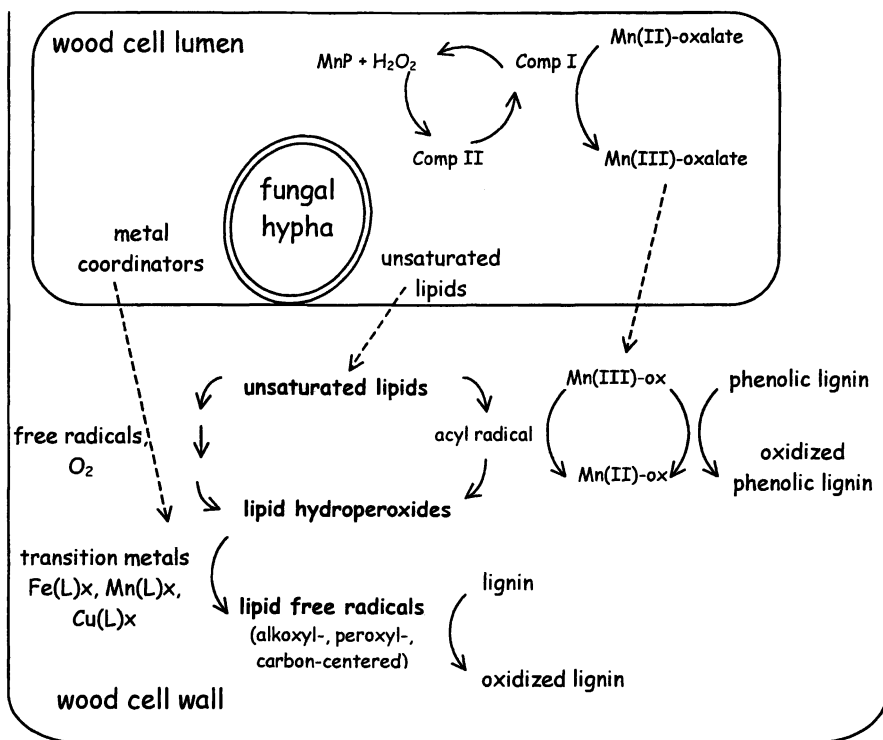 wood cell lumen
MnP + H₂O₂
Comp I
Mn(II)-oxalate
Comp II
Mn(III)-oxalate
fungal
hypha
metal
coordinators
unsaturated
lipids
unsaturated lipids
Mn(III)-ox
phenolic lignin
free radicals,
O₂
acyl radical
Mn(II)-ox
oxidized
phenolic lignin
lipid hydroperoxides
transition metals
Fe(L)x, Mn(L)x,
Cu(L)x
lipid free radicals
(alkoxyl-, peroxyl-,
carbon-centered)
lignin
oxidized lignin
wood cell wall